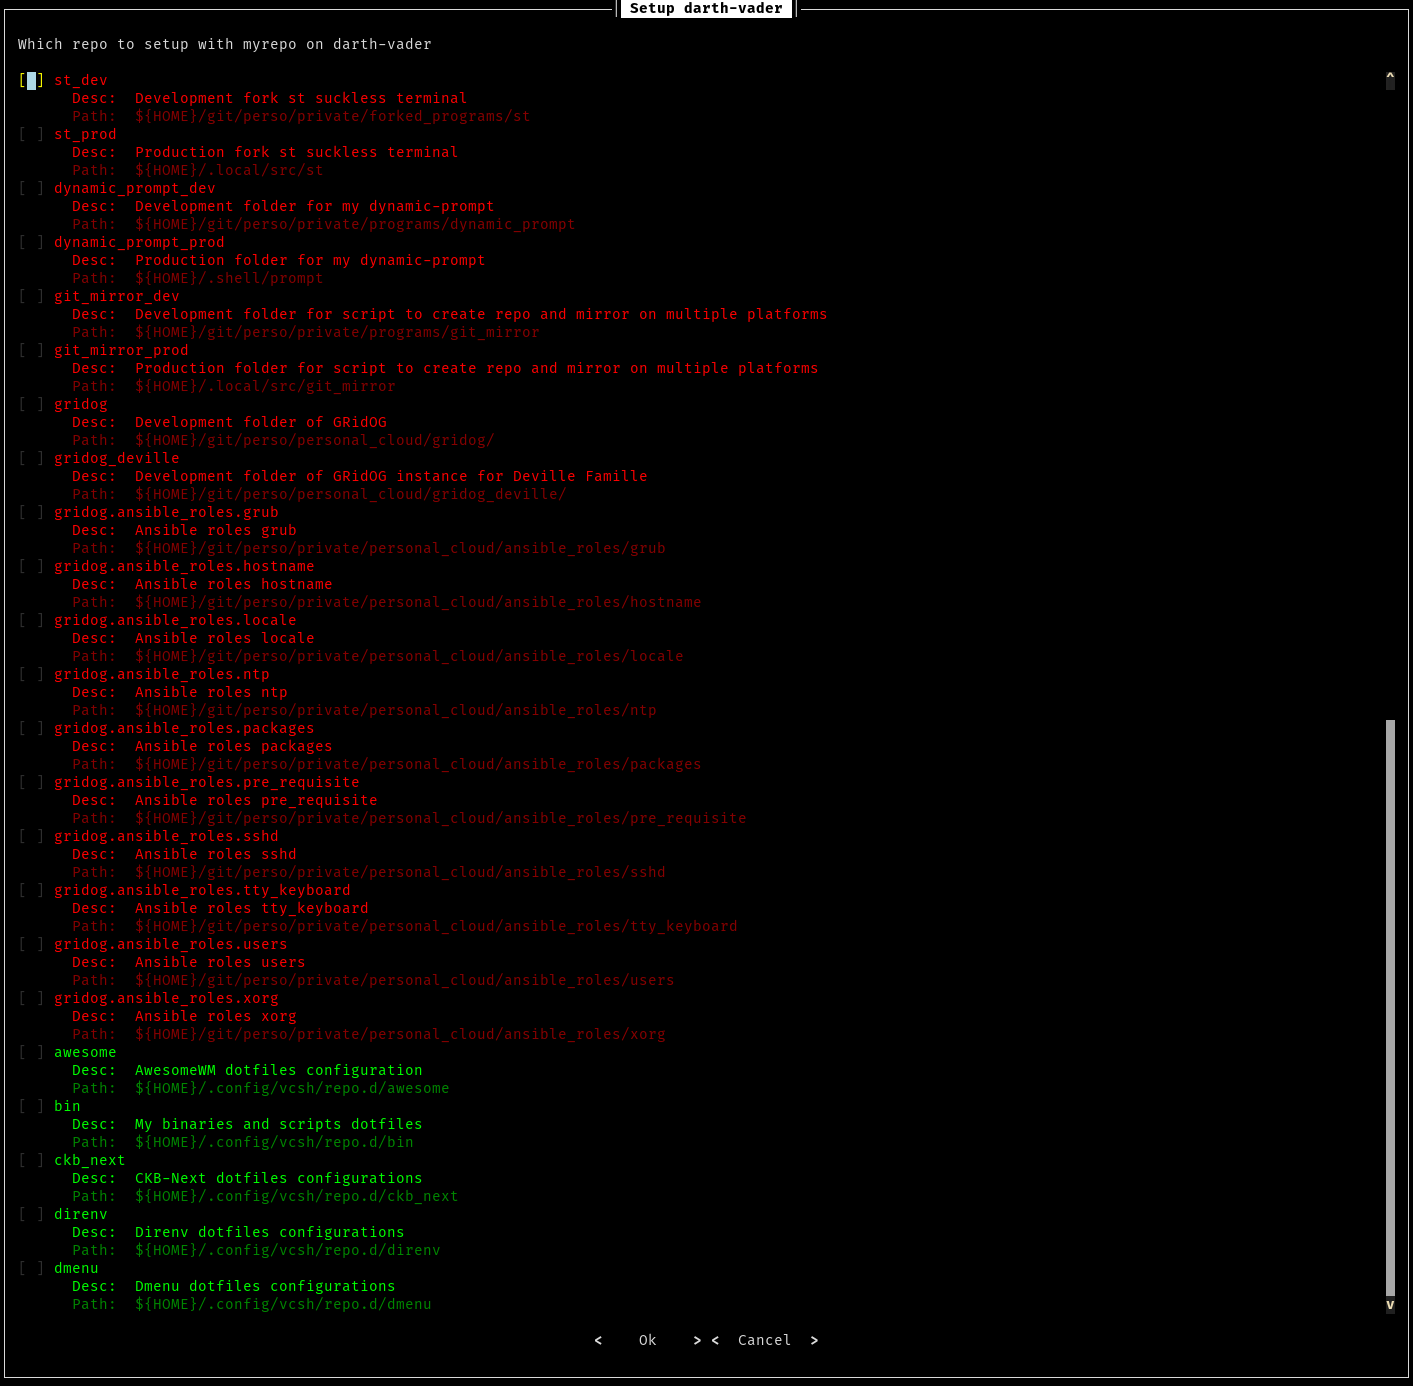 Setup darth-vader
Which repo to setup with myrepo on darth-vader
[ ] st_dev ^
Desc: Development fork st suckless terminal
Path: ${HOME}/git/perso/private/forked_programs/st
[ ] st_prod
Desc: Production fork st suckless terminal
Path: ${HOME}/.local/src/st
[ ] dynamic_prompt_dev
Desc: Development folder for my dynamic-prompt
Path: ${HOME}/git/perso/private/programs/dynamic_prompt
[ ] dynamic_prompt_prod
Desc: Production folder for my dynamic-prompt
Path: ${HOME}/.shell/prompt
[ ] git_mirror_dev
Desc: Development folder for script to create repo and mirror on multiple platforms
Path: ${HOME}/git/perso/private/programs/git_mirror
[ ] git_mirror_prod
Desc: Production folder for script to create repo and mirror on multiple platforms
Path: ${HOME}/.local/src/git_mirror
[ ] gridog
Desc: Development folder of GRidOG
Path: ${HOME}/git/perso/personal_cloud/gridog/
[ ] gridog_deville
Desc: Development folder of GRidOG instance for Deville Famille
Path: ${HOME}/git/perso/personal_cloud/gridog_deville/
[ ] gridog.ansible_roles.grub
Desc: Ansible roles grub
Path: ${HOME}/git/perso/private/personal_cloud/ansible_roles/grub
[ ] gridog.ansible_roles.hostname
Desc: Ansible roles hostname
Path: ${HOME}/git/perso/private/personal_cloud/ansible_roles/hostname
[ ] gridog.ansible_roles.locale
Desc: Ansible roles locale
Path: ${HOME}/git/perso/private/personal_cloud/ansible_roles/locale
[ ] gridog.ansible_roles.ntp
Desc: Ansible roles ntp
Path: ${HOME}/git/perso/private/personal_cloud/ansible_roles/ntp
[ ] gridog.ansible_roles.packages
Desc: Ansible roles packages
Path: ${HOME}/git/perso/private/personal_cloud/ansible_roles/packages
[ ] gridog.ansible_roles.pre_requisite
Desc: Ansible roles pre_requisite
Path: ${HOME}/git/perso/private/personal_cloud/ansible_roles/pre_requisite
[ ] gridog.ansible_roles.sshd
Desc: Ansible roles sshd
Path: ${HOME}/git/perso/private/personal_cloud/ansible_roles/sshd
[ ] gridog.ansible_roles.tty_keyboard
Desc: Ansible roles tty_keyboard
Path: ${HOME}/git/perso/private/personal_cloud/ansible_roles/tty_keyboard
[ ] gridog.ansible_roles.users
Desc: Ansible roles users
Path: ${HOME}/git/perso/private/personal_cloud/ansible_roles/users
[ ] gridog.ansible_roles.xorg
Desc: Ansible roles xorg
Path: ${HOME}/git/perso/private/personal_cloud/ansible_roles/xorg
[ ] awesome
Desc: AwesomeWM dotfiles configuration
Path: ${HOME}/.config/vcsh/repo.d/awesome
[ ] bin
Desc: My binaries and scripts dotfiles
Path: ${HOME}/.config/vcsh/repo.d/bin
[ ] ckb_next
Desc: CKB-Next dotfiles configurations
Path: ${HOME}/.config/vcsh/repo.d/ckb_next
[ ] direnv
Desc: Direnv dotfiles configurations
Path: ${HOME}/.config/vcsh/repo.d/direnv
[ ] dmenu
Desc: Dmenu dotfiles configurations
Path: ${HOME}/.config/vcsh/repo.d/dmenu v
< Ok > < Cancel >